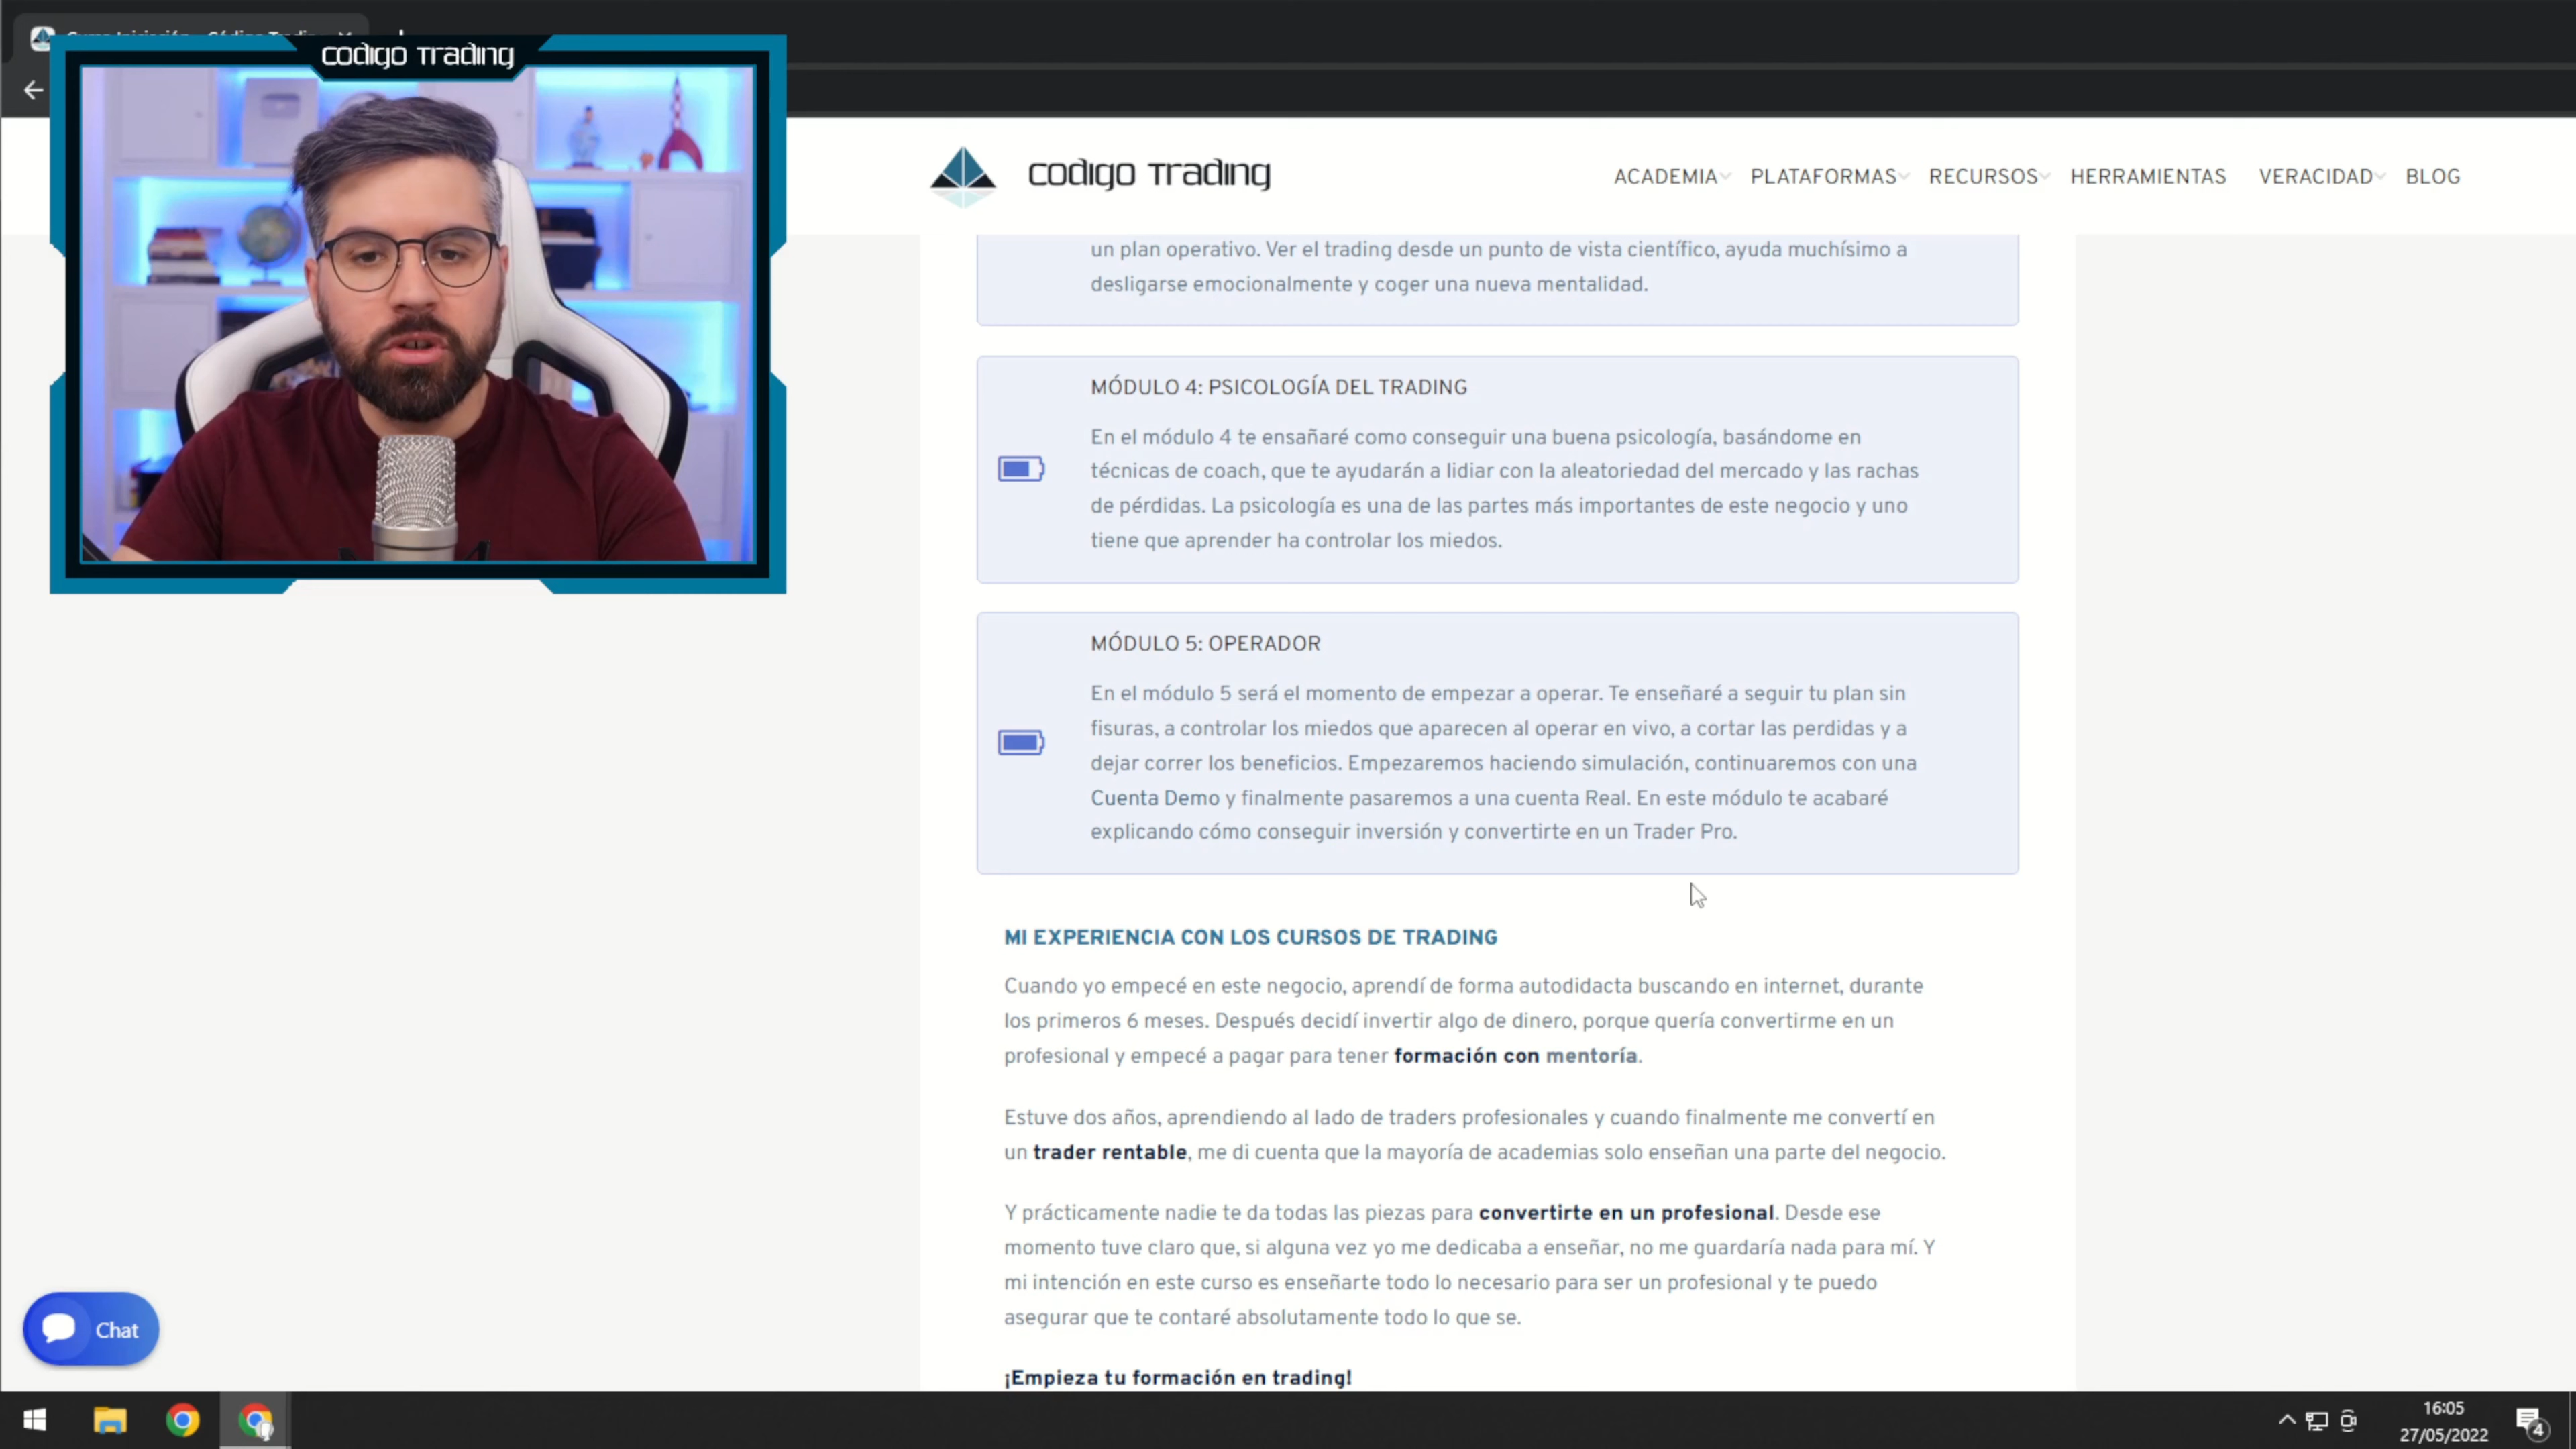 codigo Trading
codigo Trading
ACADEMIA
PLATAFORMAS
RECURSOS
HERRAMIENTAS
VERACIDAD
BLOG
un plan operativo. Ver el trading desde un punto de vista científico, ayuda muchísimo a
desligarse emocionalmente y coger una nueva mentalidad.
MÓDULO 4: PSICOLOGÍA DEL TRADING
En el módulo 4 te ensañaré como conseguir una buena psicología, basándome en
técnicas de coach, que te ayudarán a lidiar con la aleatoriedad del mercado y las rachas
de pérdidas. La psicología es una de las partes más importantes de este negocio y uno
tiene que aprender ha controlar los miedos.
MÓDULO 5: OPERADOR
En el módulo 5 será el momento de empezar a operar. Te enseñaré a seguir tu plan sin
fisuras, a controlar los miedos que aparecen al operar en vivo, a cortar las perdidas y a
dejar correr los beneficios. Empezaremos haciendo simulación, continuaremos con una
Cuenta Demo y finalmente pasaremos a una cuenta Real. En este módulo te acabaré
explicando cómo conseguir inversión y convertirte en un Trader Pro.
MI EXPERIENCIA CON LOS CURSOS DE TRADING
Cuando yo empecé en este negocio, aprendí de forma autodidacta buscando en internet, durante
los primeros 6 meses. Después decidí invertir algo de dinero, porque quería convertirme en un
profesional y empecé a pagar para tener formación con mentoría.
Estuve dos años, aprendiendo al lado de traders profesionales y cuando finalmente me convertí en
un trader rentable, me di cuenta que la mayoría de academias solo enseñan una parte del negocio.
Y prácticamente nadie te da todas las piezas para convertirte en un profesional. Desde ese
momento tuve claro que, si alguna vez yo me dedicaba a enseñar, no me guardaría nada para mí. Y
mi intención en este curso es enseñarte todo lo necesario para ser un profesional y te puedo
asegurar que te contaré absolutamente todo lo que se.
¡Empieza tu formación en trading!
Chat
16:05
27/05/2022
4